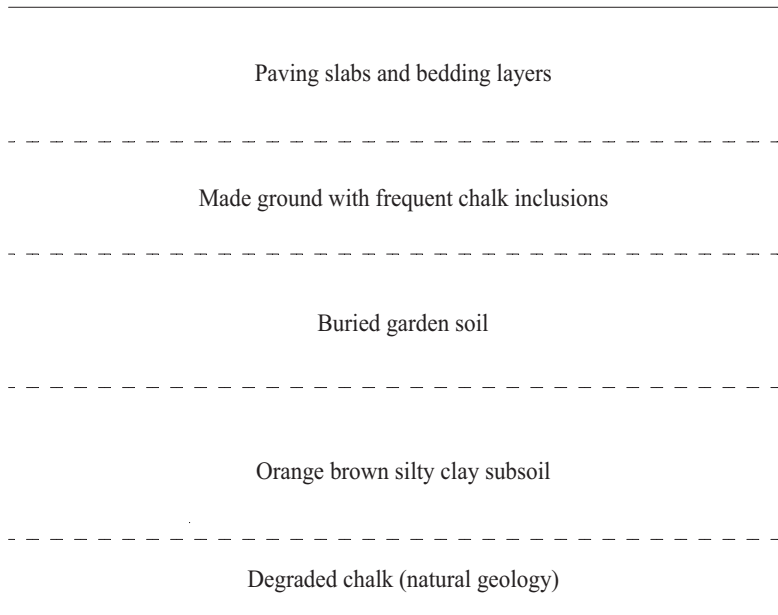 Paving slabs and bedding layers
Made ground with frequent chalk inclusions
Buried garden soil
Orange brown silty clay subsoil
Degraded chalk (natural geology)